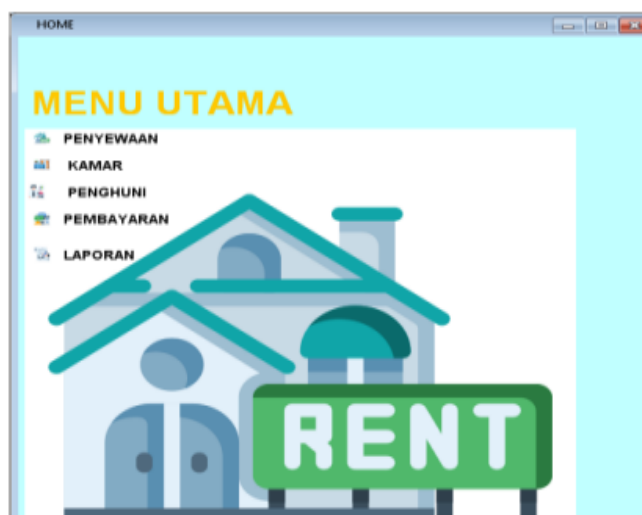 HOME
MENU UTAMA
PENYEWAAN
KAMAR
PENGHUNI
PEMBAYARAN
LAPORAN
RENT